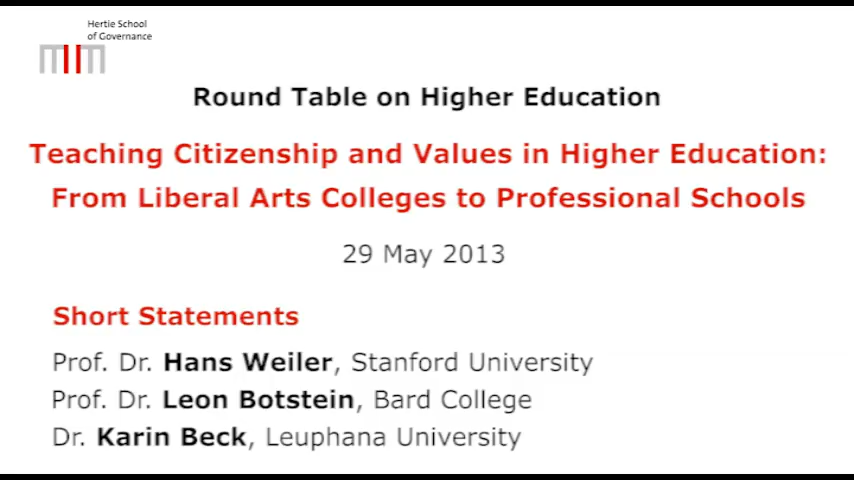 Hertie School
of Governance
Round Table on Higher Education
Teaching Citizenship and Values in Higher Education:
From Liberal Arts Colleges to Professional Schools
29 May 2013
Short Statements
Prof. Dr. Hans Weiler, Stanford University
Prof. Dr. Leon Botstein, Bard College
Dr. Karin Beck, Leuphana University